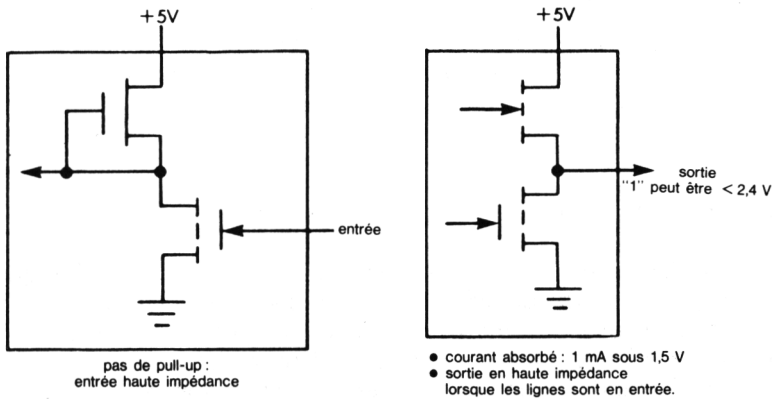 +5V
entrée
pas de pull-up :
entrée haute impédance
+5V
sortie
"1" peut être < 2,4 V
● courant absorbé : 1 mA sous 1,5 V
● sortie en haute impédance
lorsque les lignes sont en entrée.